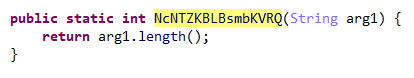 public static int NcNTZKBLBsmbKVRQ(String arg1) {
    return arg1.length();
}